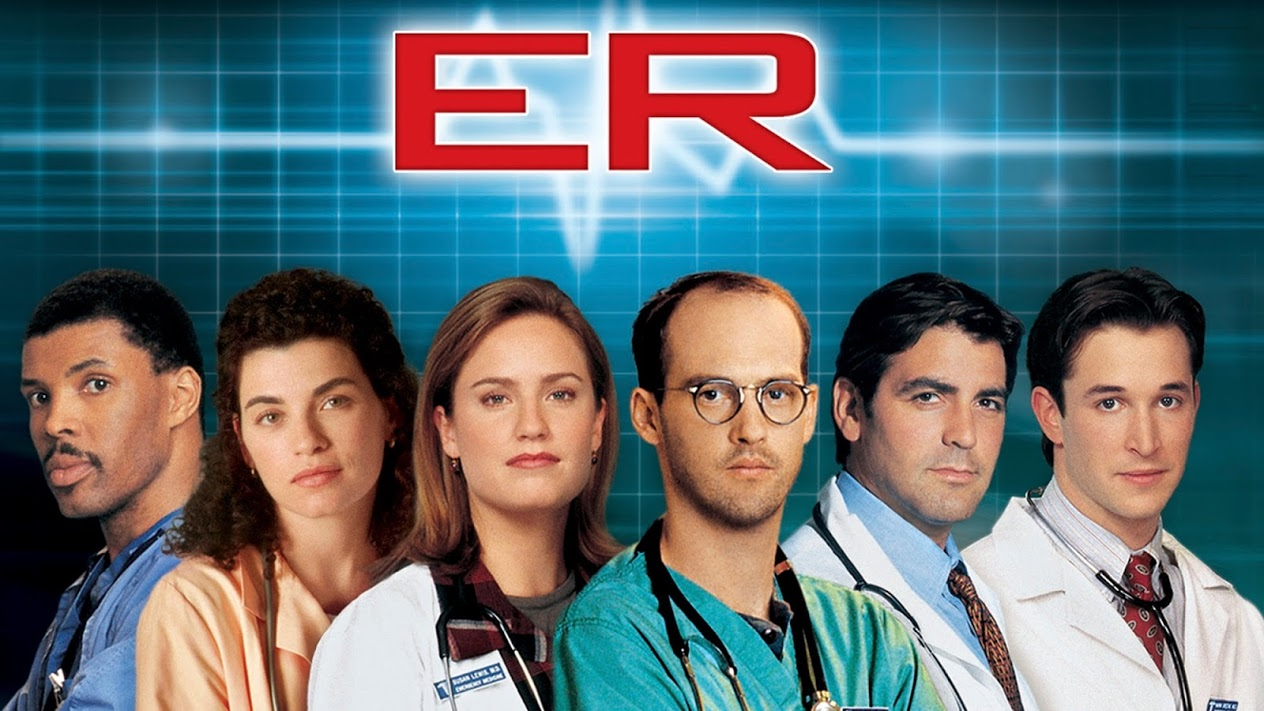 ER
SUSAN LEWIS, M.D.
EMERGENCY MEDICINE